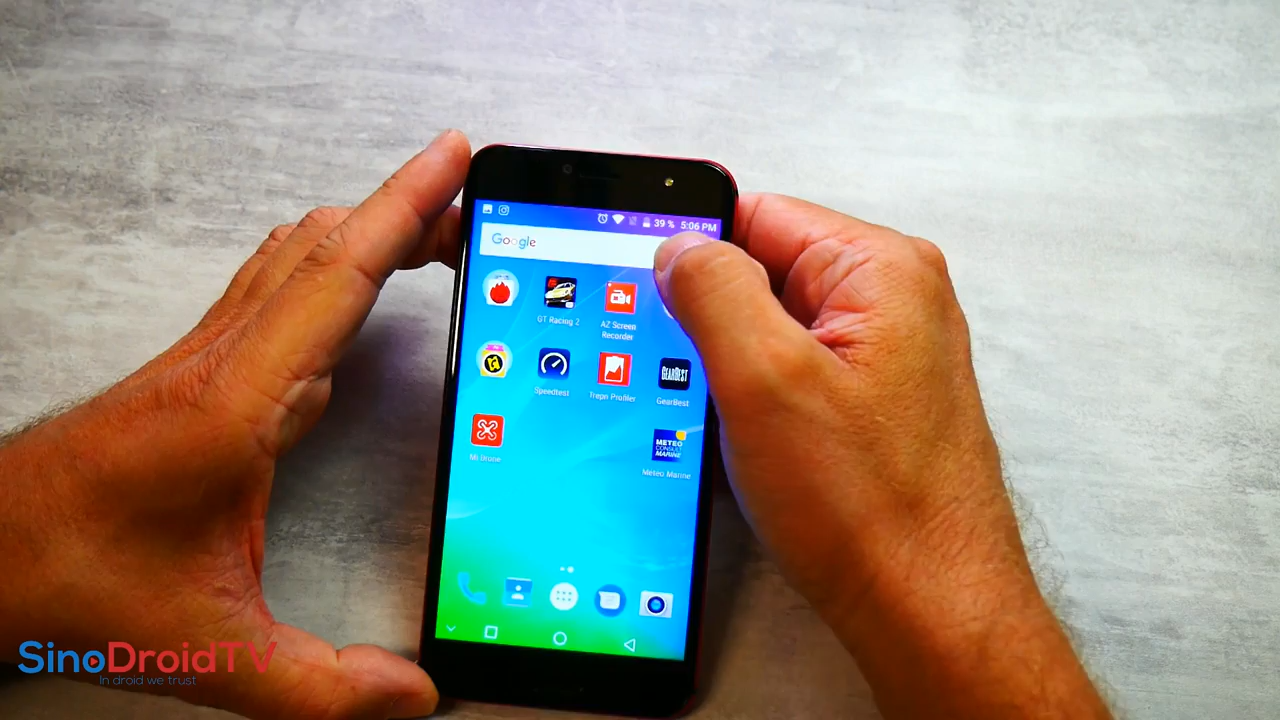 39 % 5:06 PM
Google
GT Racing 2
AZ Screen
Recorder
Speedtest
Trepn Profiler
GEARBEST
GearBest
Mi Drone
METEO
CONSULT
MARINE
Meteo Marine
SinoDroidTV
In droid we trust